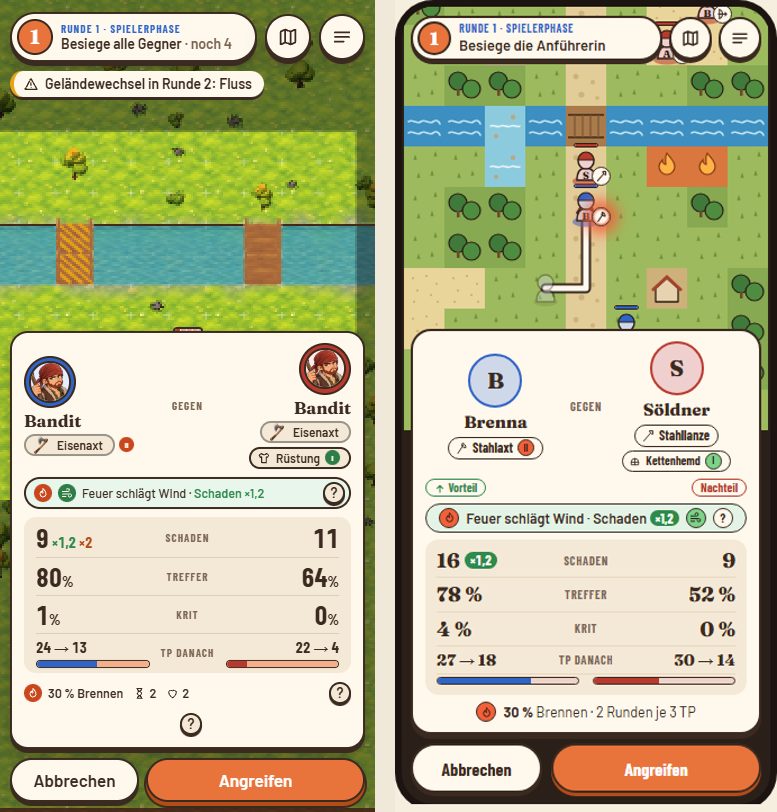 1
RUNDE 1 · SPIELERPHASE
Besiege alle Gegner · noch 4
Geländewechsel in Runde 2: Fluss
Bandit
GEGEN
Bandit
Eisenaxt
II
Eisenaxt
Rüstung
I
Feuer schlägt Wind · Schaden ×1,2
?
9 ×1,2 ×2
SCHADEN
11
80%
TREFFER
64%
1%
KRIT
0%
24 → 13
TP DANACH
22 → 4
30 % Brennen
2
2
?
?
Abbrechen
Angreifen
1
RUNDE 1 · SPIELERPHASE
Besiege die Anführerin
B
A
S
B
B
GEGEN
S
Brenna
Söldner
Stahlaxt II
Stahllanze
Kettenhemd I
↑ Vorteil
Nachteil
Feuer schlägt Wind · Schaden ×1,2
?
16 ×1,2
SCHADEN
9
78 %
TREFFER
52 %
4 %
KRIT
0 %
27 → 18
TP DANACH
30 → 14
30 % Brennen · 2 Runden je 3 TP
Abbrechen
Angreifen